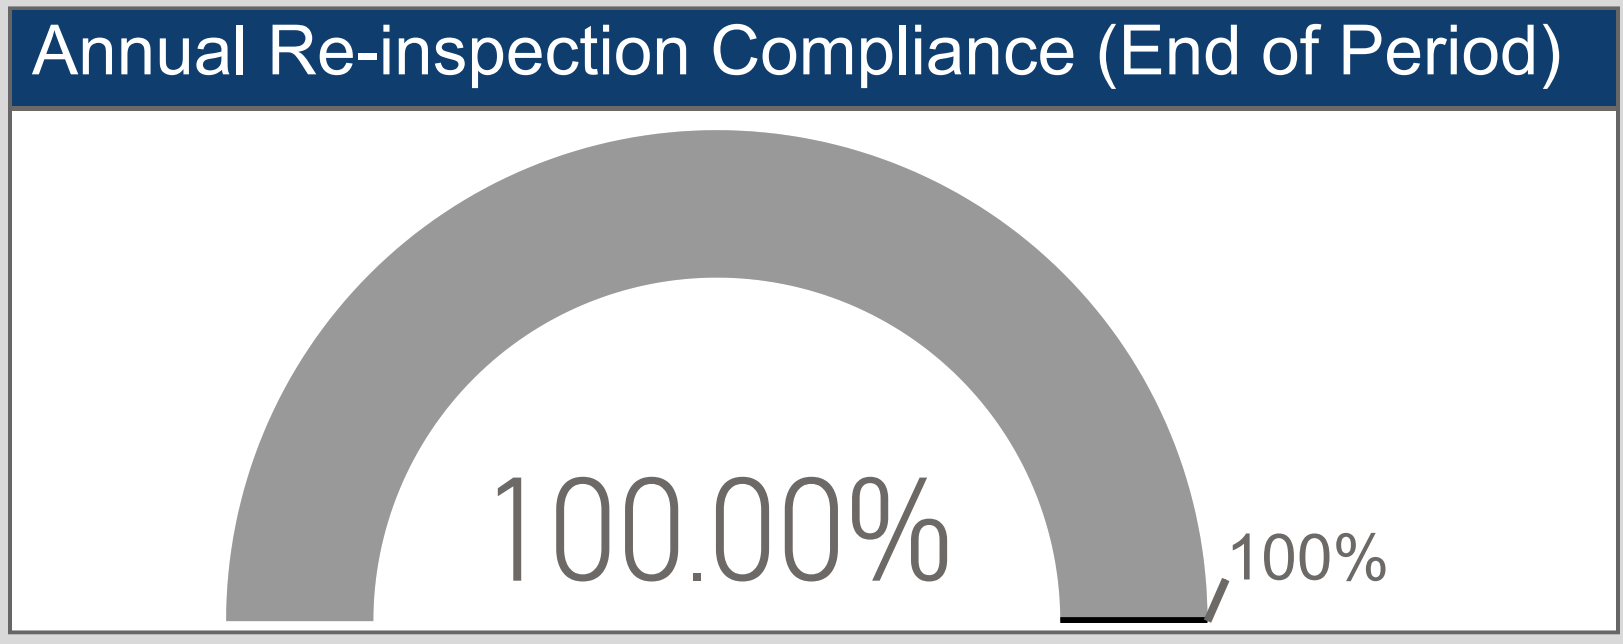 Annual Re-inspection Compliance (End of Period)
100.00%
100%